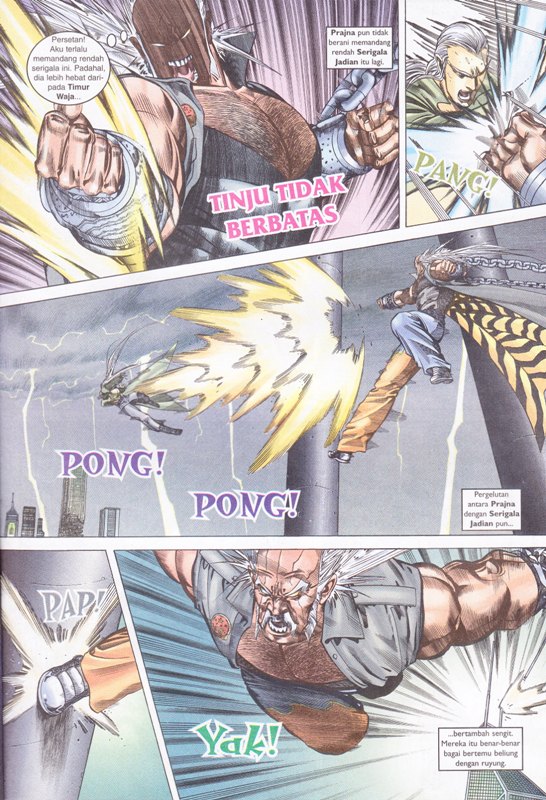 Persetan!
Aku terlalu
memandang rendah
serigala ini. Padahal,
dia lebih hebat dari-
pada Timur
Waja...
Prajna pun tidak
berani memandang
rendah Serigala
Jadian itu lagi.
TINJU TIDAK
BERBATAS
PANG!
PONG!
PONG!
Pergelutan
antara Prajna
dengan Serigala
Jadian pun...
PAP!
Yak!
...bertambah sengit.
Mereka itu benar-benar
bagai bertemu beliung
dengan ruyung.